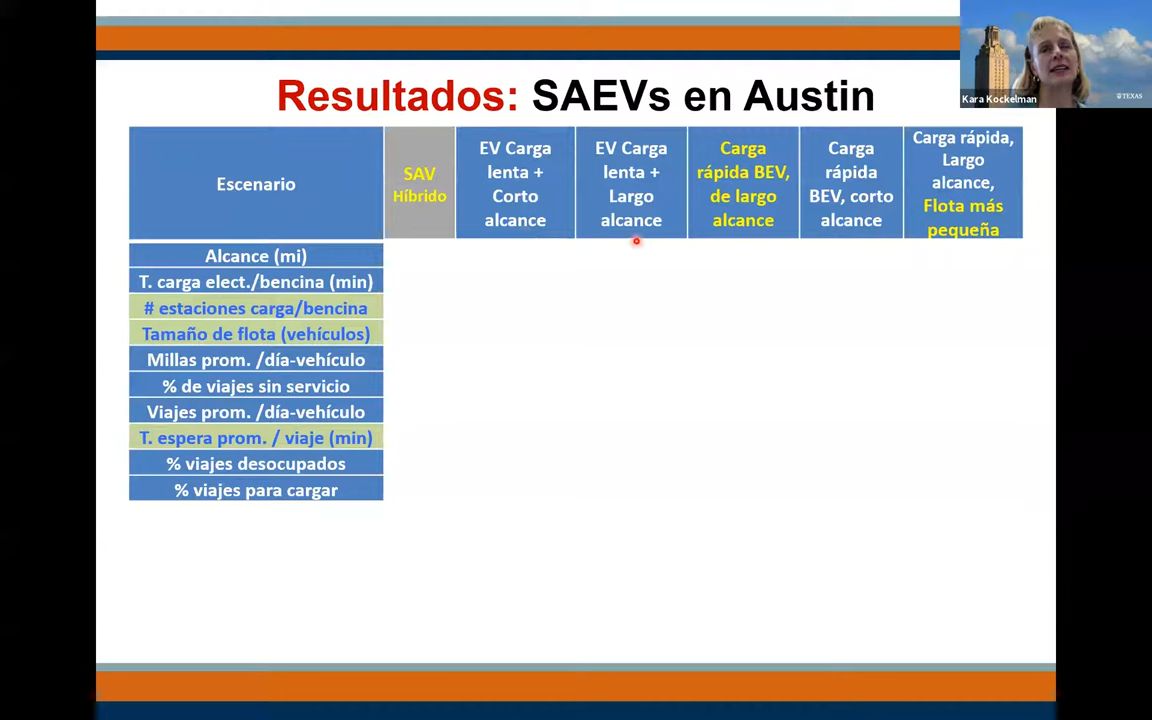 Resultados: SAEVs en Austin
Kara Kockelman
TEXAS
Escenario
SAV
Híbrido
EV Carga
lenta +
Corto
alcance
EV Carga
lenta +
Largo
alcance
Carga
rápida BEV,
de largo
alcance
Carga
rápida
BEV, corto
alcance
Carga rápida,
Largo
alcance,
Flota más
pequeña
Alcance (mi)
T. carga elect./bencina (min)
# estaciones carga/bencina
Tamaño de flota (vehículos)
Millas prom. /día-vehículo
% de viajes sin servicio
Viajes prom. /día-vehículo
T. espera prom. / viaje (min)
% viajes desocupados
% viajes para cargar